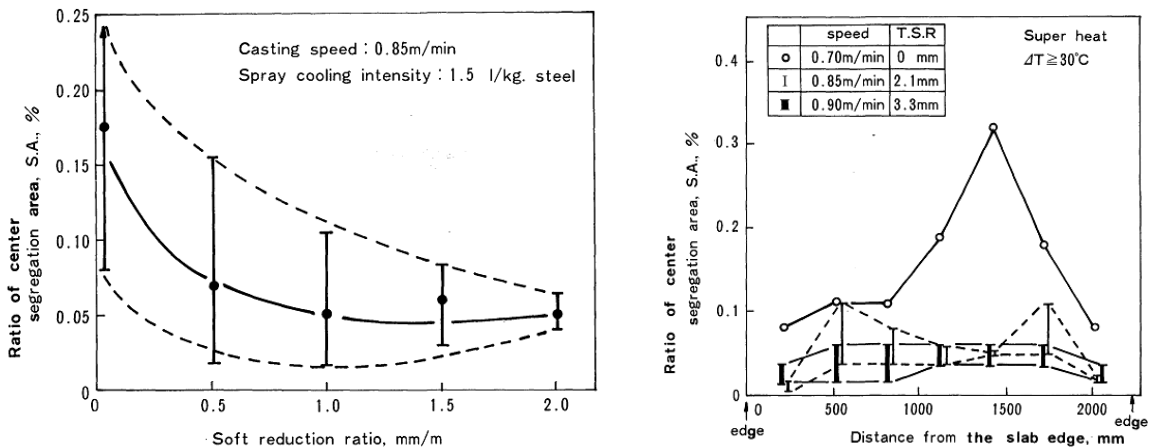 0.25
0.20
0.15
0.10
0.05
0
Ratio of center
segregation area, S.A., %
Casting speed : 0.85m/min
Spray cooling intensity : 1.5 l/kg. steel
0 0.5 1.0 1.5 2.0
Soft reduction ratio, mm/m
0.4
0.3
0.2
0.1
0
Ratio of center
segregation area, S.A., %
speed T.S.R
0.70m/min 0 mm
0.85m/min 2.1mm
0.90m/min 3.3mm
Super heat
ΔT≧30°C
0 500 1000 1500 2000
edge edge
Distance from the slab edge, mm